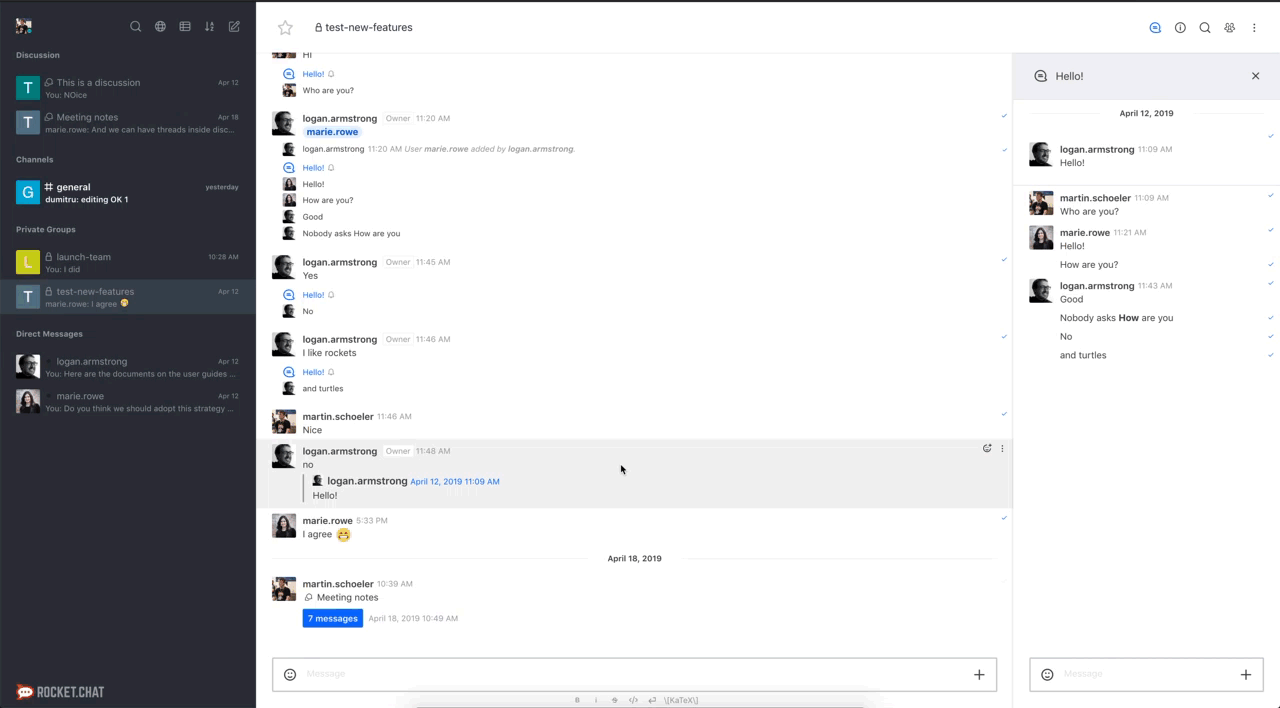 Discussion
T
This is a discussion
Apr 12
You: NOice
T
Meeting notes
Apr 18
marie.rowe: And we can have threads inside disc...
Channels
G
general
yesterday
dumitru: editing OK 1
Private Groups
L
launch-team
10:28 AM
You: I did
T
test-new-features
Apr 12
marie.rowe: I agree 😁
Direct Messages
logan.armstrong
Apr 12
You: Here are the documents on the user guides ...
marie.rowe
Apr 12
You: Do you think we should adopt this strategy ...
ROCKET.CHAT
test-new-features
Hi
Hello!
Who are you?
logan.armstrong Owner 11:20 AM
marie.rowe
logan.armstrong 11:20 AM User marie.rowe added by logan.armstrong.
Hello!
Hello!
How are you?
Good
Nobody asks How are you
logan.armstrong Owner 11:45 AM
Yes
Hello!
No
logan.armstrong Owner 11:46 AM
I like rockets
Hello!
and turtles
martin.schoeler 11:46 AM
Nice
logan.armstrong Owner 11:48 AM
no
logan.armstrong April 12, 2019 11:09 AM
Hello!
marie.rowe 5:33 PM
I agree 😁
April 18, 2019
martin.schoeler 10:39 AM
Meeting notes
7 messages April 18, 2019 10:49 AM
Message
B i S </> \[KaTeX\]
Hello!
April 12, 2019
logan.armstrong 11:09 AM
Hello!
martin.schoeler 11:09 AM
Who are you?
marie.rowe 11:21 AM
Hello!
How are you?
logan.armstrong 11:43 AM
Good
Nobody asks How are you
No
and turtles
Message